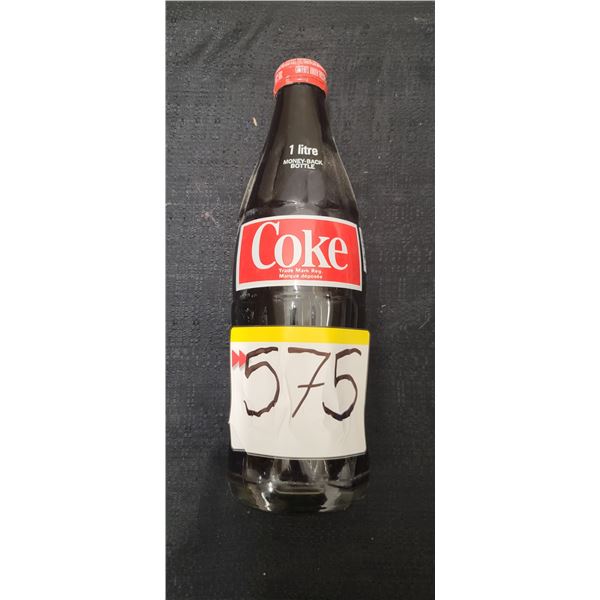 1 litre
MONEY-BACK
BOTTLE
Coke
Trade Mark Reg.
Marque déposée
575